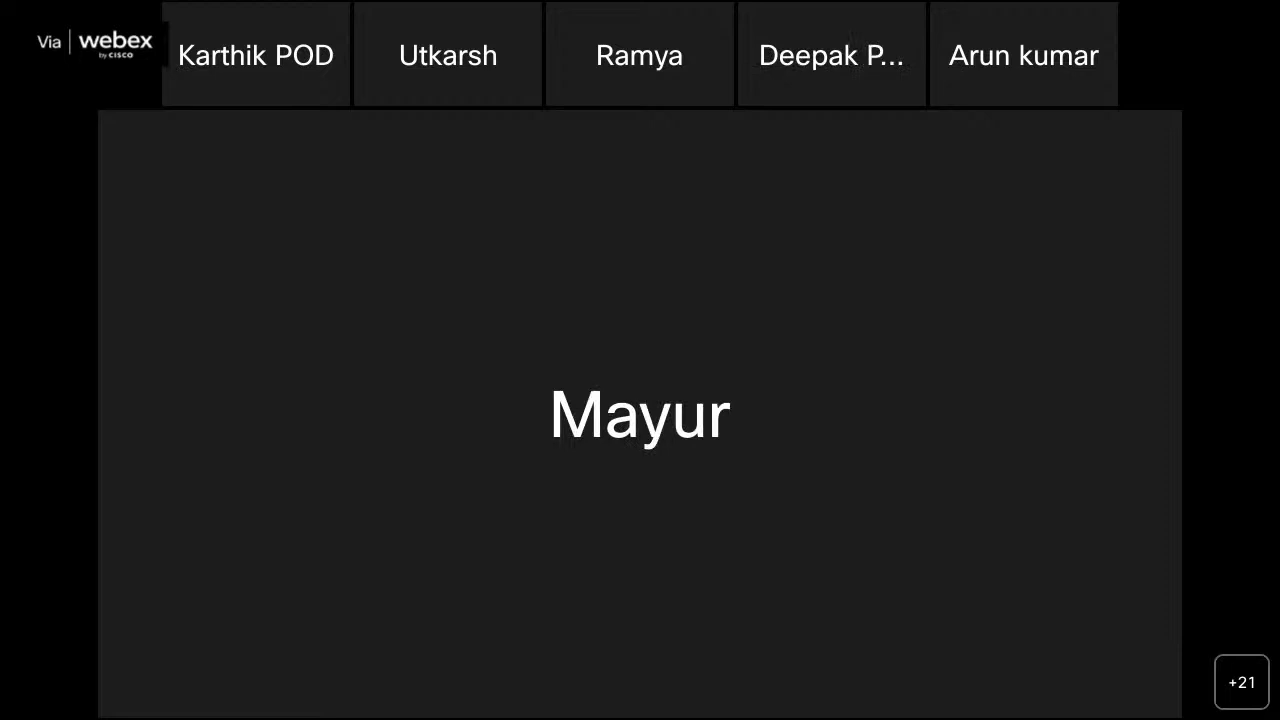 Via | webex
by CISCO
Karthik POD
Utkarsh
Ramya
Deepak P...
Arun kumar
Mayur
+21